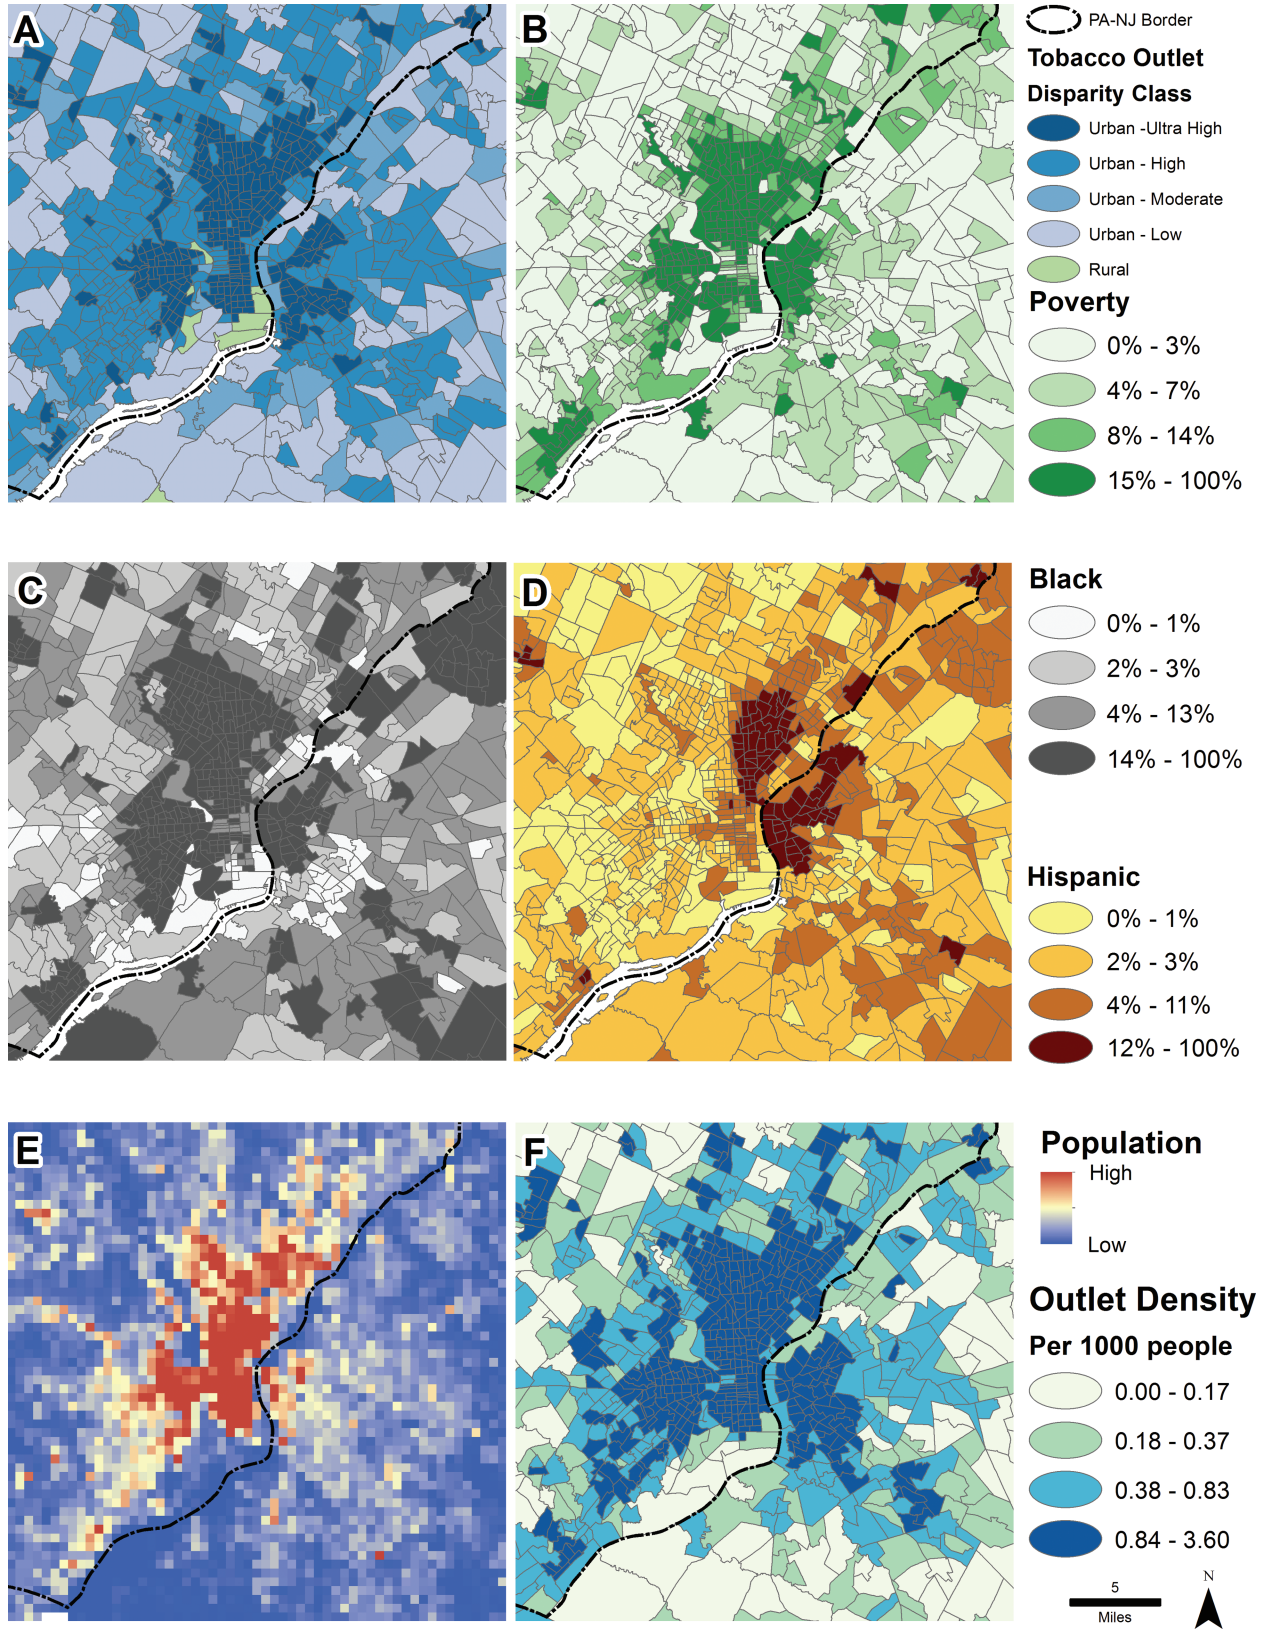 A
B
PA-NJ Border
Tobacco Outlet
Disparity Class
Urban -Ultra High
Urban - High
Urban - Moderate
Urban - Low
Rural
Poverty
0% - 3%
4% - 7%
8% - 14%
15% - 100%
C
D
Black
0% - 1%
2% - 3%
4% - 13%
14% - 100%
Hispanic
0% - 1%
2% - 3%
4% - 11%
12% - 100%
E
F
Population
High
Low
Outlet Density
Per 1000 people
0.00 - 0.17
0.18 - 0.37
0.38 - 0.83
0.84 - 3.60
5
Miles
N